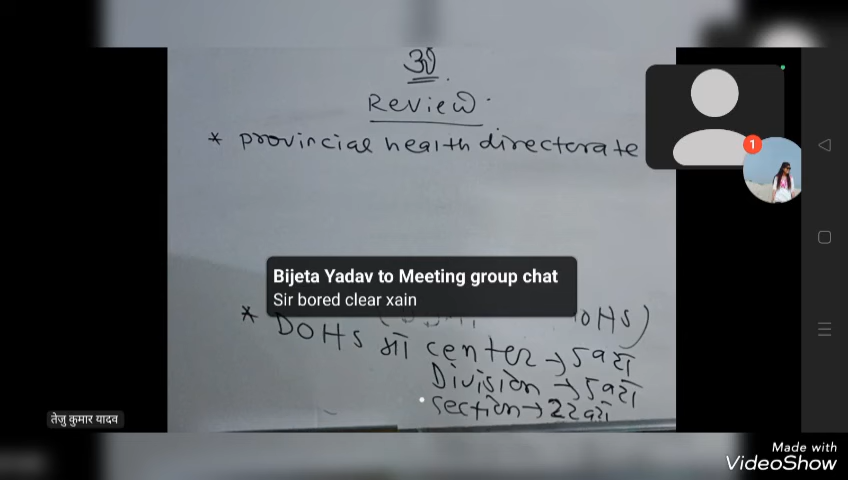 ॐ
Review
* provincial health directorate
1
Bijeta Yadav to Meeting group chat
Sir bored clear xain
* DOHS मा center → 5 वटा
Division → 5 वटा
section → 22 वटा
तेजु कुमार यादव
Made with
VideoShow